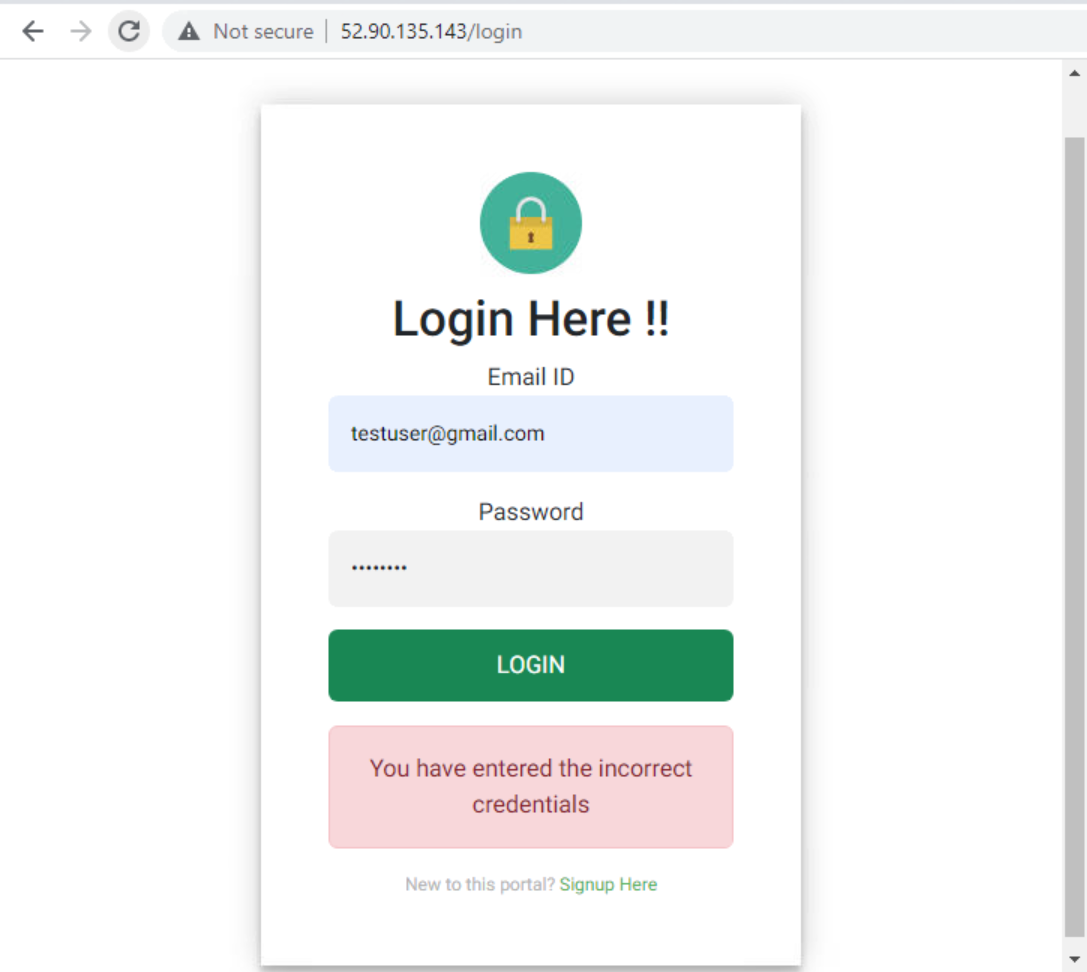 Not secure | 52.90.135.143/login
Login Here !!
Email ID
testuser@gmail.com
Password
••••••••
LOGIN
You have entered the incorrect
credentials
New to this portal? Signup Here